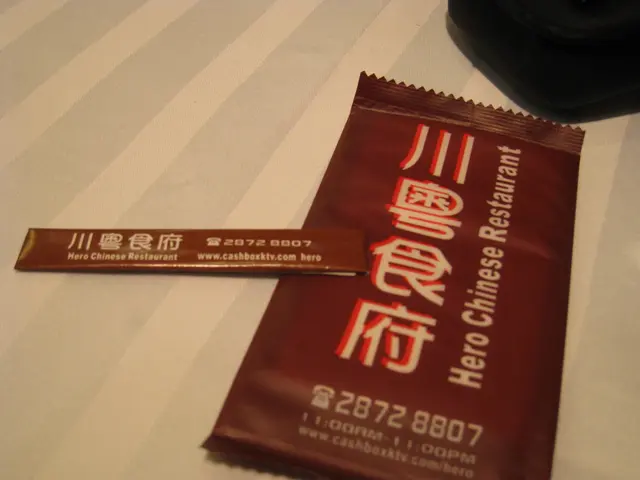 川粵食府
Hero Chinese Restaurant
☎2872 8807
www.cashboxktv.com hero
川粵食府
Hero Chinese Restaurant
☎2872 8807
11:00AM-11:00PM
www.cashboxktv.com/hero